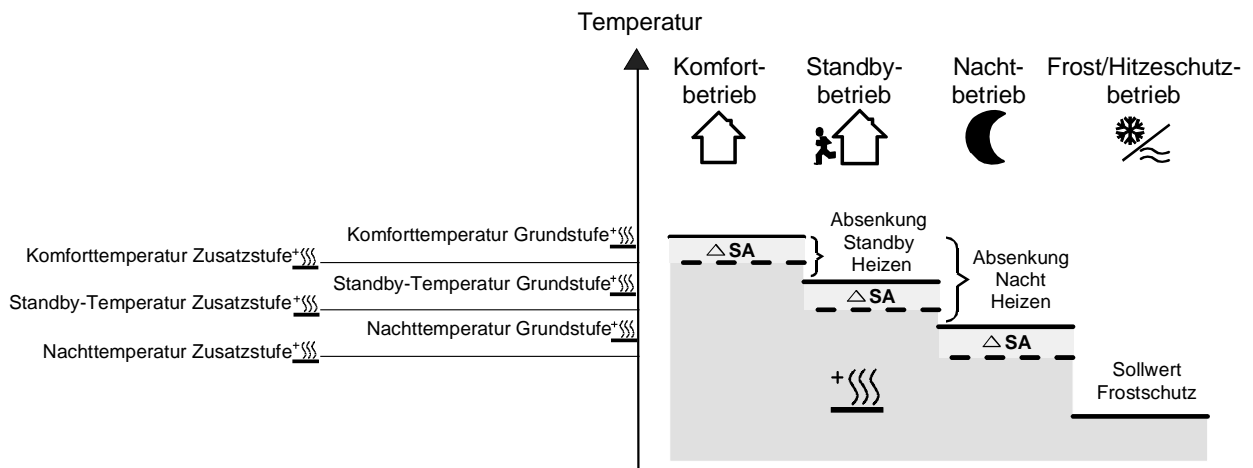 Temperatur
Komfort-
betrieb
Standby-
betrieb
Nacht-
betrieb
Frost/Hitzeschutz-
betrieb
Komforttemperatur Grundstufe+
Komforttemperatur Zusatzstufe+
Standby-Temperatur Grundstufe+
Standby-Temperatur Zusatzstufe+
Nachttemperatur Grundstufe+
Nachttemperatur Zusatzstufe+
△ SA
Absenkung
Standby
Heizen
△ SA
Absenkung
Nacht
Heizen
△ SA
Sollwert
Frostschutz
+